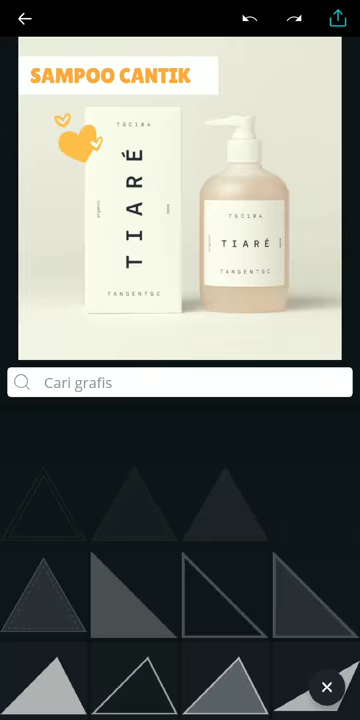 SAMPOO CANTIK
TGC104
TIARÉ
TANGENTGC
TGC104
TIARÉ
TANGENTGC
Cari grafis